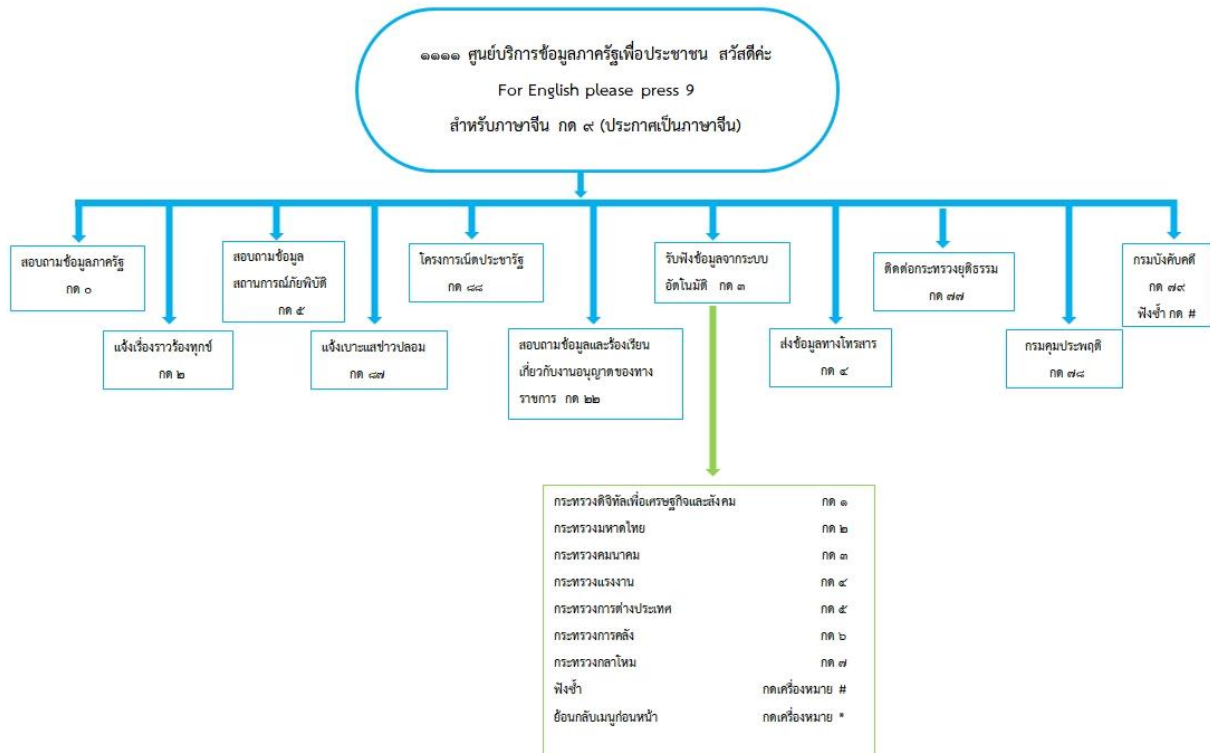 ๑๑๑๑ ศูนย์บริการข้อมูลภาครัฐเพื่อประชาชน สวัสดีค่ะ
For English please press 9
สำหรับภาษาจีน กด ๙ (ประกาศเป็นภาษาจีน)
สอบถามข้อมูลภาครัฐ
กด ๐
แจ้งเรื่องราวร้องทุกข์
กด ๒
สอบถามข้อมูล
สถานการณ์ภัยพิบัติ
กด ๕
แจ้งเบาะแสข่าวปลอม
กด ๘๗
โครงการเน็ตประชารัฐ
กด ๘๘
สอบถามข้อมูลและร้องเรียน
เกี่ยวกับงานอนุญาตของทาง
ราชการ กด ๒๒
รับฟังข้อมูลจากระบบ
อัตโนมัติ กด ๓
ส่งข้อมูลทางโทรสาร
กด ๔
ติดต่อกระทรวงยุติธรรม
กด ๗๗
กรมคุมประพฤติ
กด ๗๘
กรมบังคับคดี
กด ๗๙
ฟังซ้ำ กด #
กระทรวงดิจิทัลเพื่อเศรษฐกิจและสังคม กด ๑
กระทรวงมหาดไทย กด ๒
กระทรวงคมนาคม กด ๓
กระทรวงแรงงาน กด ๔
กระทรวงการต่างประเทศ กด ๕
กระทรวงการคลัง กด ๖
กระทรวงกลาโหม กด ๗
ฟังซ้ำ กดเครื่องหมาย #
ย้อนกลับเมนูก่อนหน้า กดเครื่องหมาย *